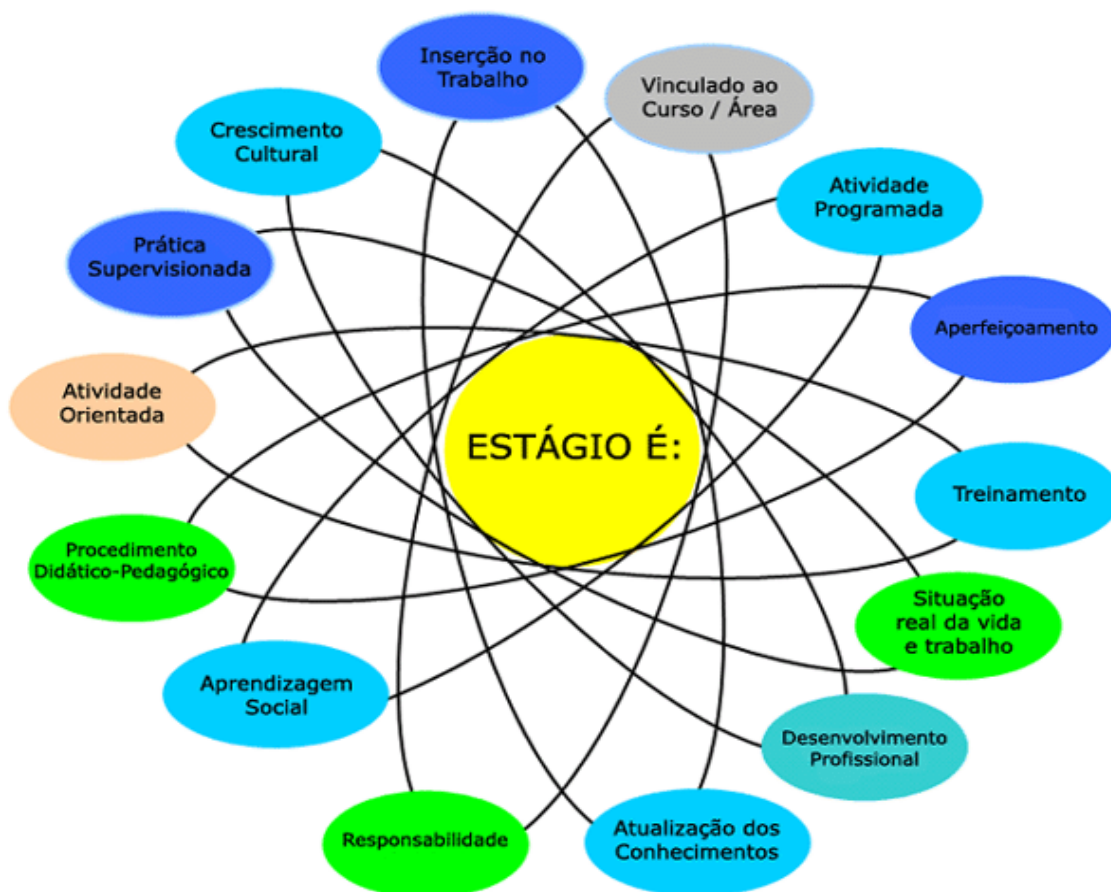 Inserção no
Trabalho
Vinculado ao
Curso / Área
Crescimento
Cultural
Atividade
Programada
Prática
Supervisionada
Aperfeiçoamento
Atividade
Orientada
ESTÁGIO É:
Treinamento
Procedimento
Didático-Pedagógico
Situação
real da vida
e trabalho
Aprendizagem
Social
Desenvolvimento
Profissional
Responsabilidade
Atualização dos
Conhecimentos